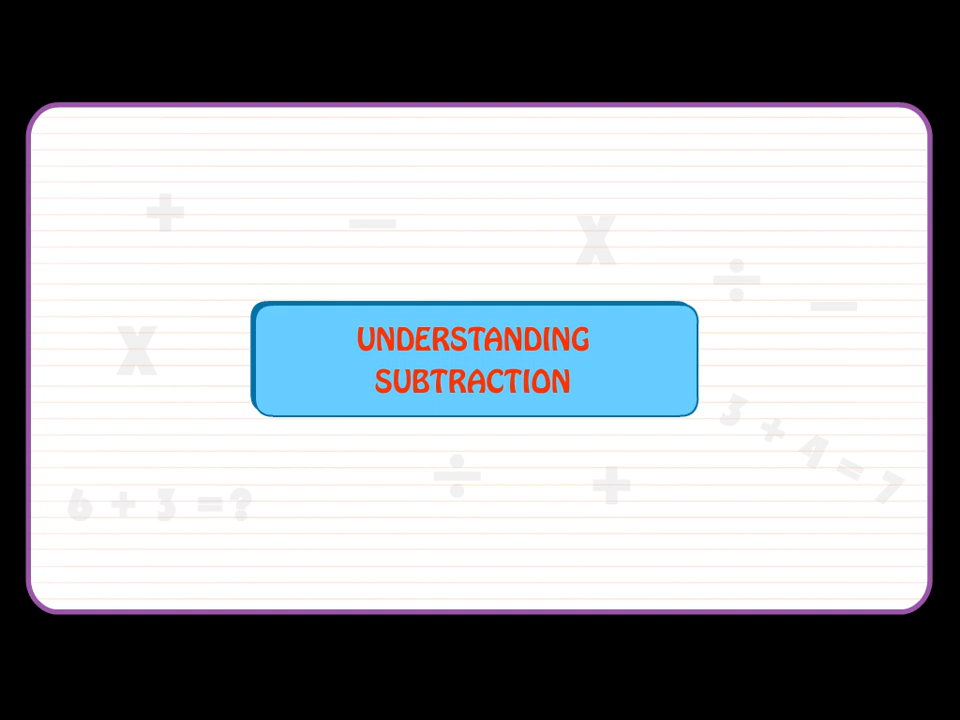 + − X ÷ −
UNDERSTANDING
SUBTRACTION
X
3 + 4 = 7
÷ +
6 + 3 = ?